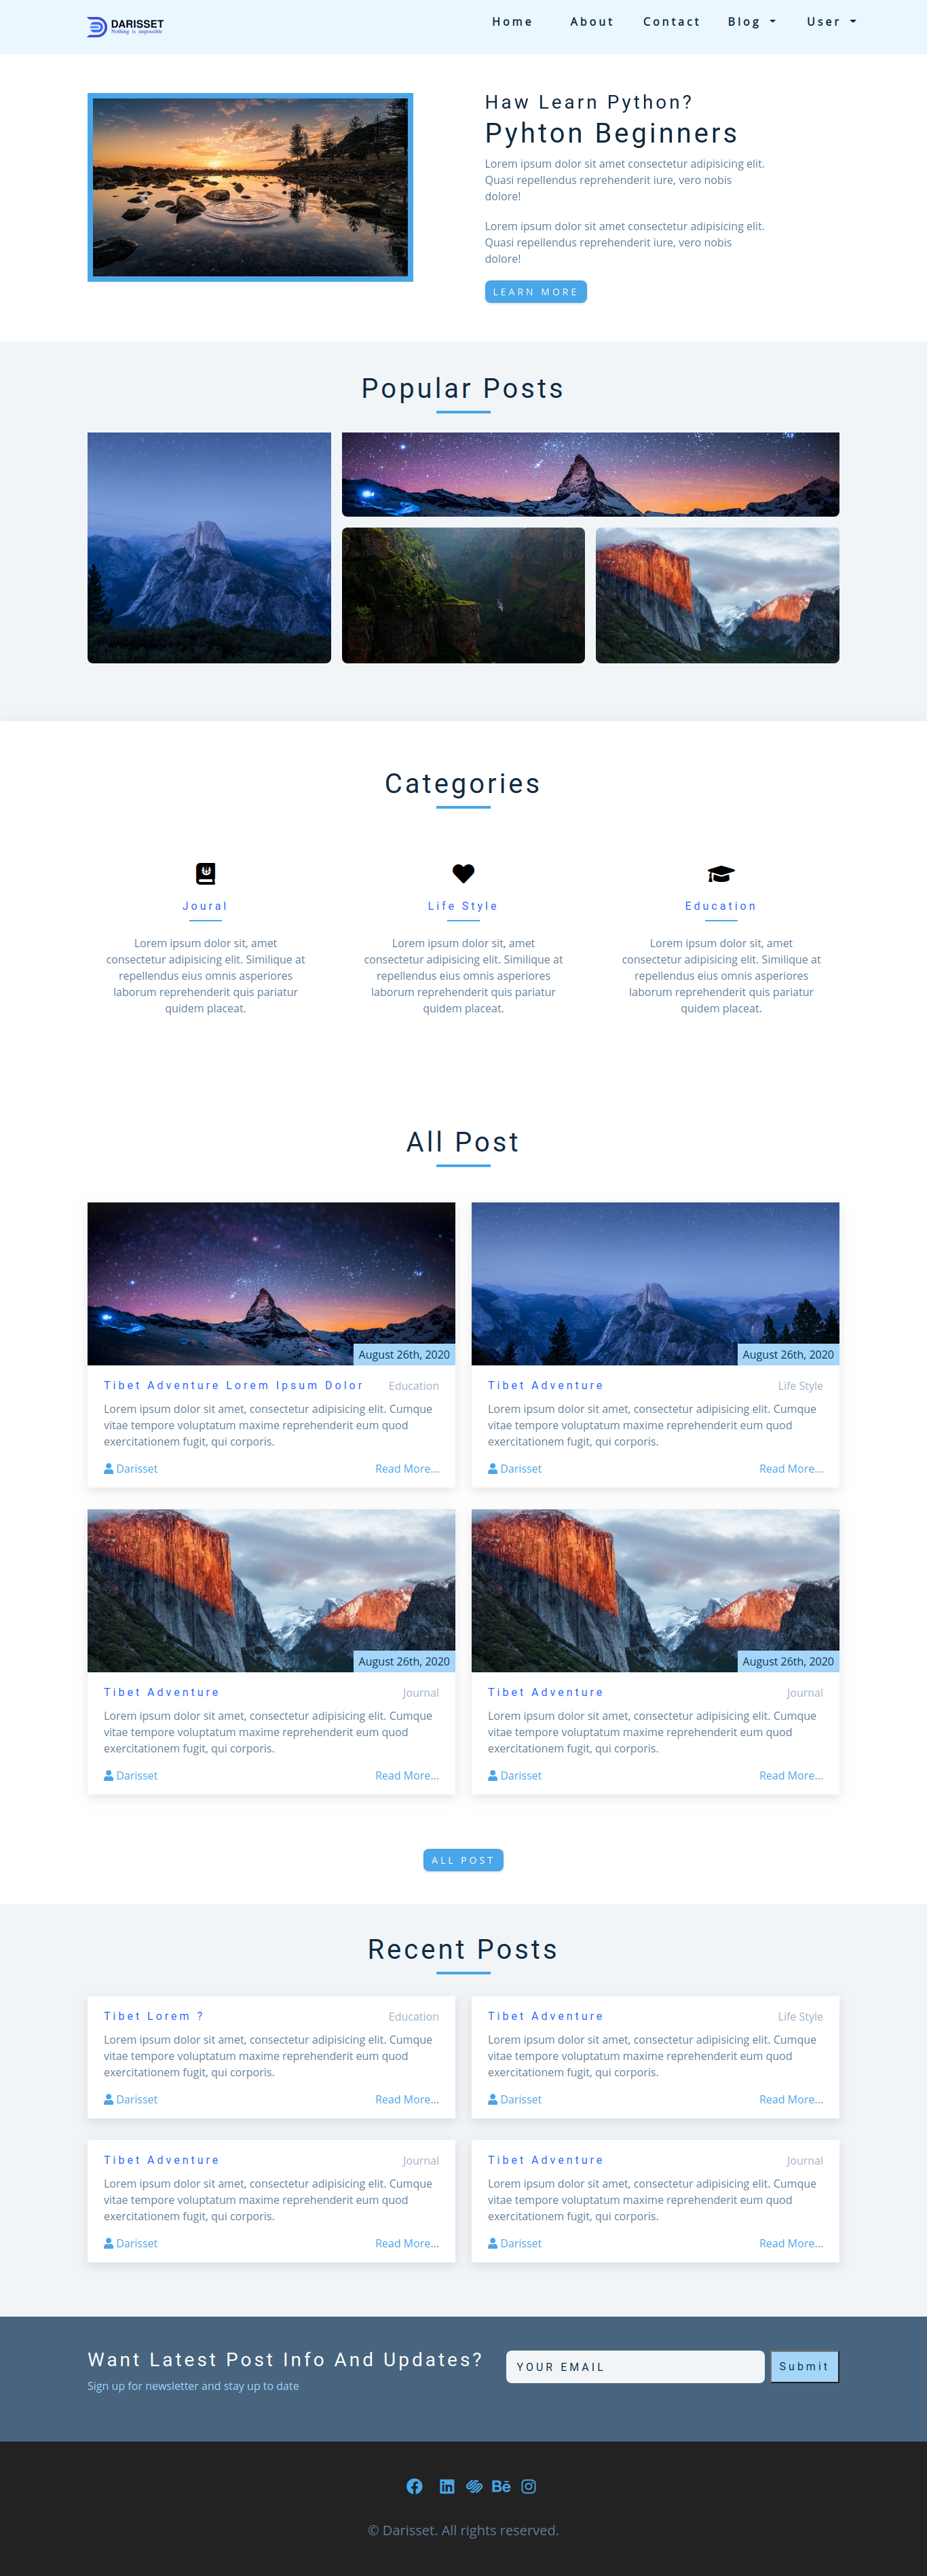 DARISSET
Nothing is impossible
Home About Contact Blog User
Haw Learn Python?
Pyhton Beginners
Lorem ipsum dolor sit amet consectetur adipisicing elit.
Quasi repellendus reprehenderit iure, vero nobis
dolore!
Lorem ipsum dolor sit amet consectetur adipisicing elit.
Quasi repellendus reprehenderit iure, vero nobis
dolore!
LEARN MORE
Popular Posts
Categories
Joural
Lorem ipsum dolor sit, amet
consectetur adipisicing elit. Similique at
repellendus eius omnis asperiores
laborum reprehenderit quis pariatur
quidem placeat.
Life Style
Lorem ipsum dolor sit, amet
consectetur adipisicing elit. Similique at
repellendus eius omnis asperiores
laborum reprehenderit quis pariatur
quidem placeat.
Education
Lorem ipsum dolor sit, amet
consectetur adipisicing elit. Similique at
repellendus eius omnis asperiores
laborum reprehenderit quis pariatur
quidem placeat.
All Post
August 26th, 2020
Tibet Adventure Lorem Ipsum Dolor Education
Lorem ipsum dolor sit amet, consectetur adipisicing elit. Cumque
vitae tempore voluptatum maxime reprehenderit eum quod
exercitationem fugit, qui corporis.
Darisset Read More...
August 26th, 2020
Tibet Adventure Life Style
Lorem ipsum dolor sit amet, consectetur adipisicing elit. Cumque
vitae tempore voluptatum maxime reprehenderit eum quod
exercitationem fugit, qui corporis.
Darisset Read More...
August 26th, 2020
Tibet Adventure Journal
Lorem ipsum dolor sit amet, consectetur adipisicing elit. Cumque
vitae tempore voluptatum maxime reprehenderit eum quod
exercitationem fugit, qui corporis.
Darisset Read More...
August 26th, 2020
Tibet Adventure Journal
Lorem ipsum dolor sit amet, consectetur adipisicing elit. Cumque
vitae tempore voluptatum maxime reprehenderit eum quod
exercitationem fugit, qui corporis.
Darisset Read More...
ALL POST
Recent Posts
Tibet Lorem ? Education
Lorem ipsum dolor sit amet, consectetur adipisicing elit. Cumque
vitae tempore voluptatum maxime reprehenderit eum quod
exercitationem fugit, qui corporis.
Darisset Read More...
Tibet Adventure Life Style
Lorem ipsum dolor sit amet, consectetur adipisicing elit. Cumque
vitae tempore voluptatum maxime reprehenderit eum quod
exercitationem fugit, qui corporis.
Darisset Read More...
Tibet Adventure Journal
Lorem ipsum dolor sit amet, consectetur adipisicing elit. Cumque
vitae tempore voluptatum maxime reprehenderit eum quod
exercitationem fugit, qui corporis.
Darisset Read More...
Tibet Adventure Journal
Lorem ipsum dolor sit amet, consectetur adipisicing elit. Cumque
vitae tempore voluptatum maxime reprehenderit eum quod
exercitationem fugit, qui corporis.
Darisset Read More...
Want Latest Post Info And Updates?
Sign up for newsletter and stay up to date
YOUR EMAIL
Submit
© Darisset. All rights reserved.